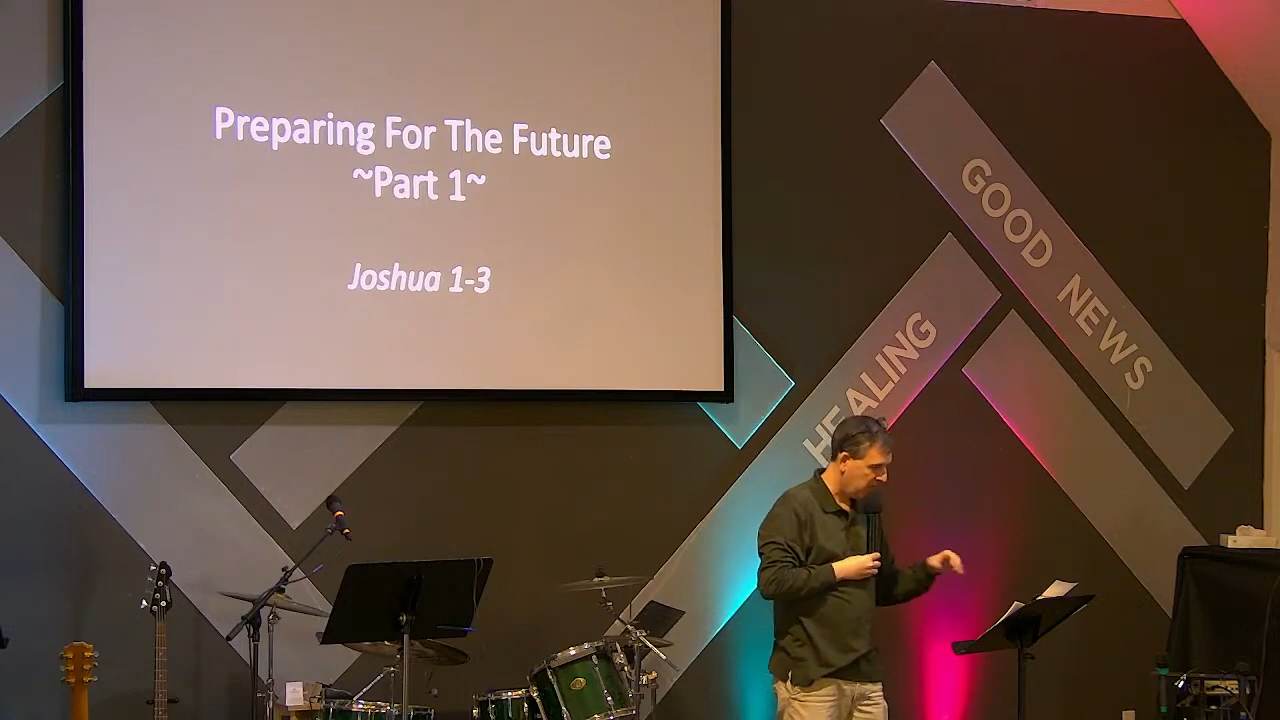 Preparing For The Future
~Part 1~
Joshua 1-3
GOOD NEWS
HEALING